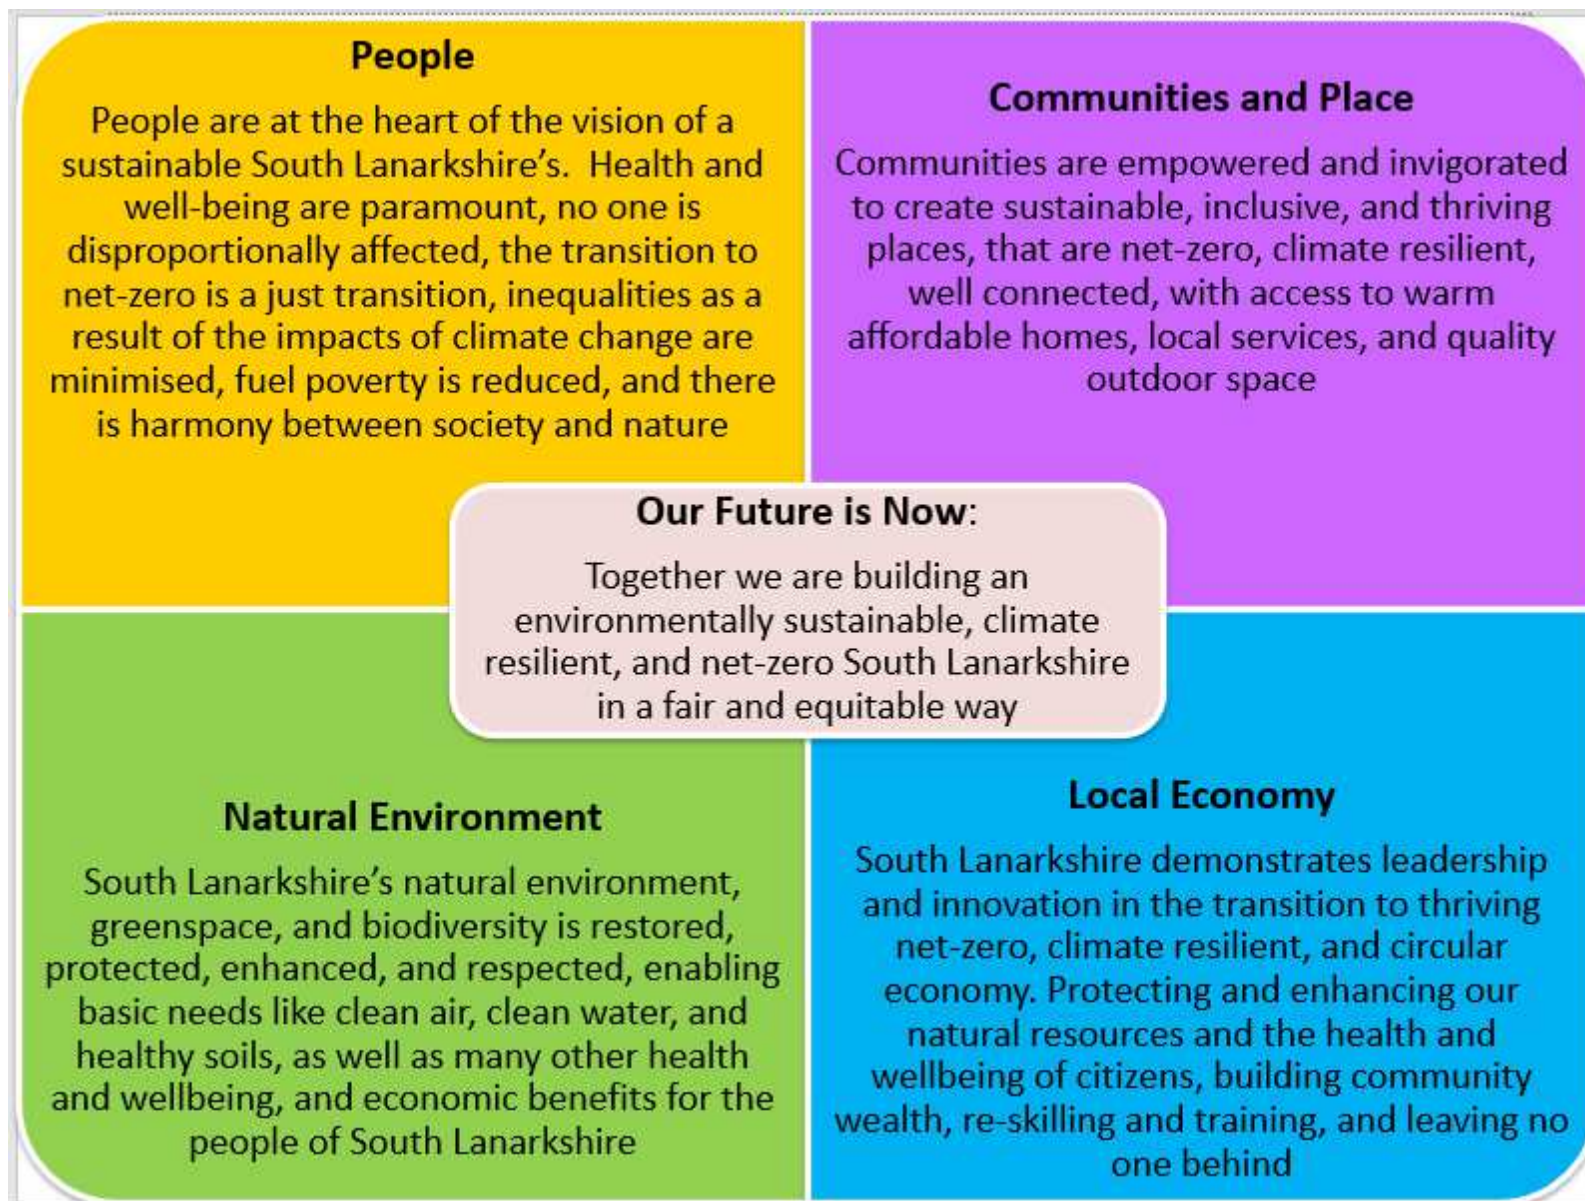 People
People are at the heart of the vision of a
sustainable South Lanarkshire’s.  Health and
well-being are paramount, no one is
disproportionally affected, the transition to
net-zero is a just transition, inequalities as a
result of the impacts of climate change are
minimised, fuel poverty is reduced, and there
is harmony between society and nature
Communities and Place
Communities are empowered and invigorated
to create sustainable, inclusive, and thriving
places, that are net-zero, climate resilient,
well connected, with access to warm
affordable homes, local services, and quality
outdoor space
Our Future is Now:
Together we are building an
environmentally sustainable, climate
resilient, and net-zero South Lanarkshire
in a fair and equitable way
Natural Environment
South Lanarkshire’s natural environment,
greenspace, and biodiversity is restored,
protected, enhanced, and respected, enabling
basic needs like clean air, clean water, and
healthy soils, as well as many other health
and wellbeing, and economic benefits for the
people of South Lanarkshire
Local Economy
South Lanarkshire demonstrates leadership
and innovation in the transition to thriving
net-zero, climate resilient, and circular
economy. Protecting and enhancing our
natural resources and the health and
wellbeing of citizens, building community
wealth, re-skilling and training, and leaving no
one behind